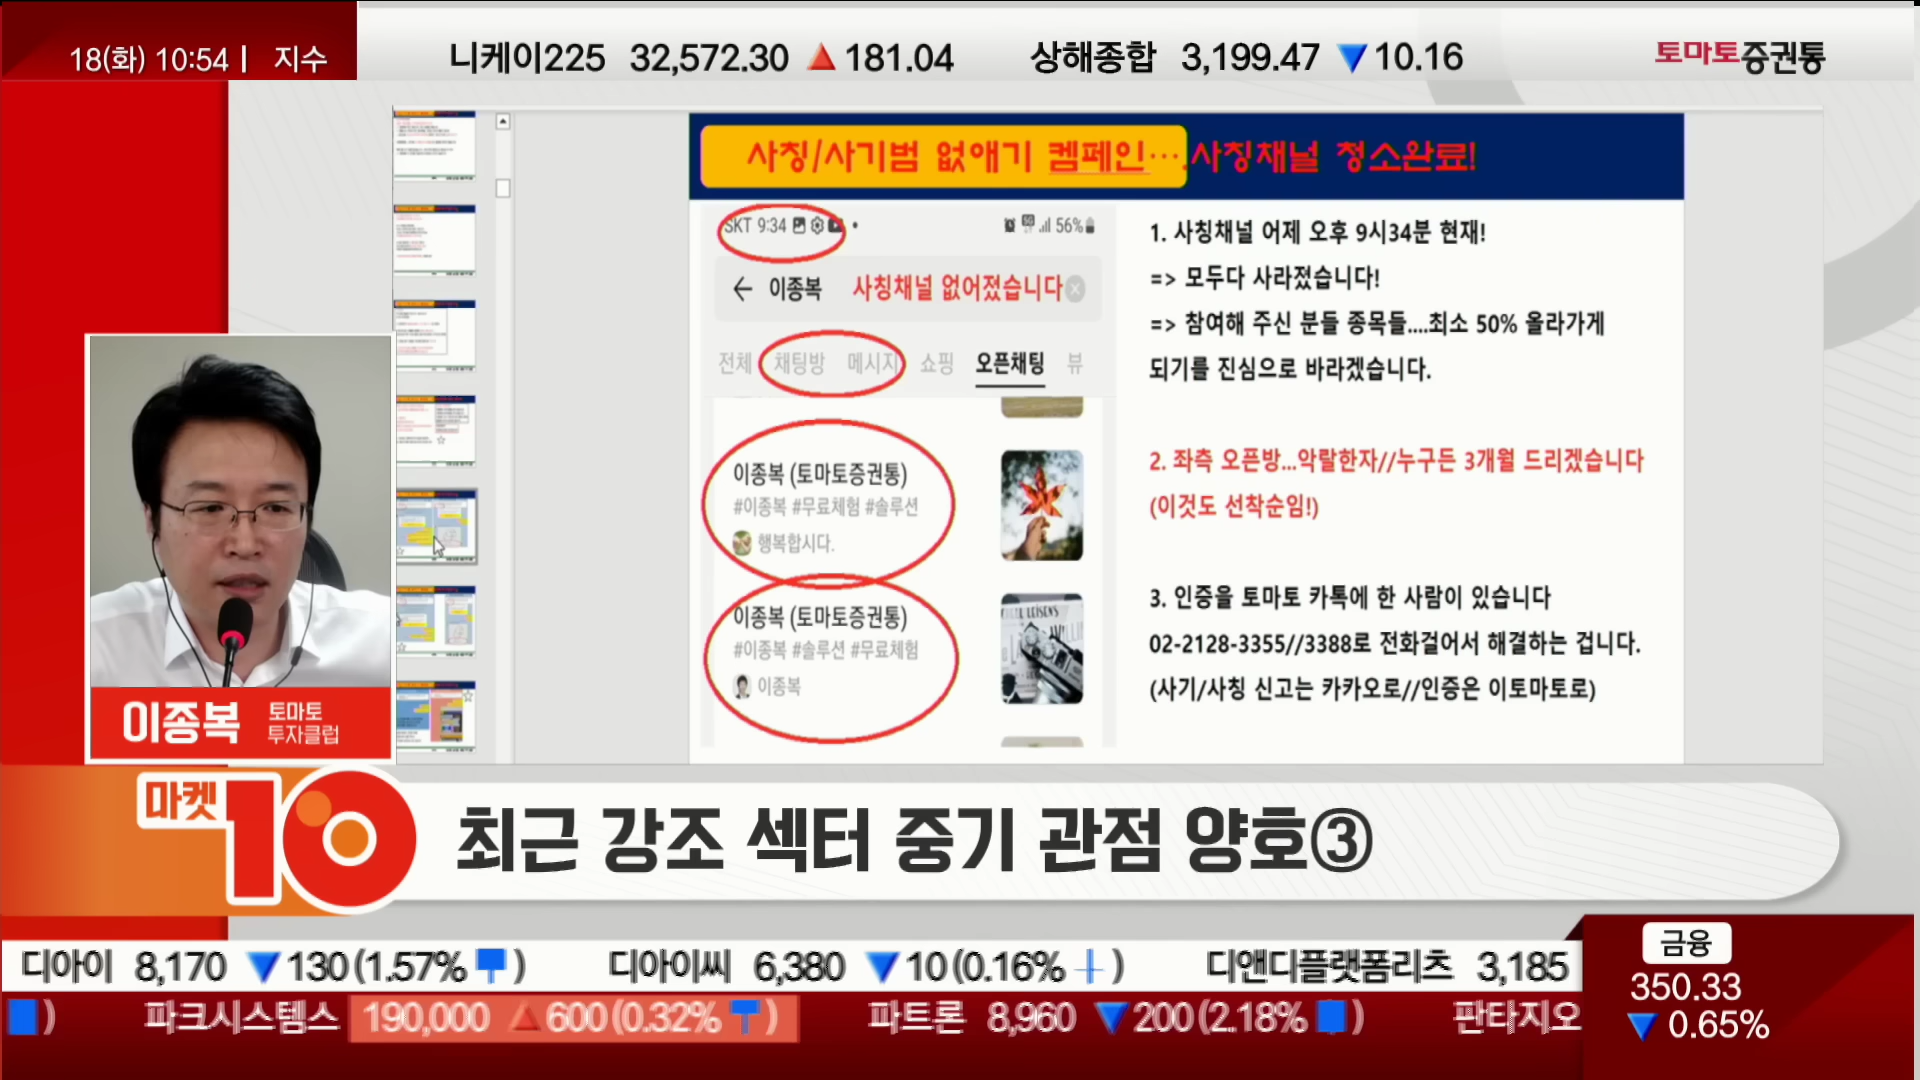 18(화) 10:54 | 지수
니케이225 32,572.30 ▲ 181.04 상해종합 3,199.47 ▼ 10.16
토마토증권통
사칭/사기범 없애기 켐페인….사칭채널 청소완료!
SKT 9:34
5G 56%
← 이종복 사칭채널 없어졌습니다
전체 채팅방 메시지 쇼핑 오픈채팅 뷰
이종복 (토마토증권통)
#이종복 #무료체험 #솔루션
행복합시다.
이종복 (토마토증권통)
#이종복 #솔루션 #무료체험
이종복
1. 사칭채널 어제 오후 9시34분 현재!
=> 모두다 사라졌습니다!
=> 참여해 주신 분들 종목들....최소 50% 올라가게
되기를 진심으로 바라겠습니다.
2. 좌측 오픈방...악랄한자//누구든 3개월 드리겠습니다
(이것도 선착순임!)
3. 인증을 토마토 카톡에 한 사람이 있습니다
02-2128-3355//3388로 전화걸어서 해결하는 겁니다.
(사기/사칭 신고는 카카오로//인증은 이토마토로)
이종복 토마토
투자클럽
마켓
10
최근 강조 섹터 중기 관점 양호③
디아이 8,170 ▼130(1.57% ) 디아이씨 6,380 ▼10(0.16% ) 디앤디플랫폼리츠 3,185
) 파크시스템스 190,000 ▲600(0.32% ) 파트론 8,960 ▼200(2.18% ) 판타지오
금융
350.33
▼ 0.65%